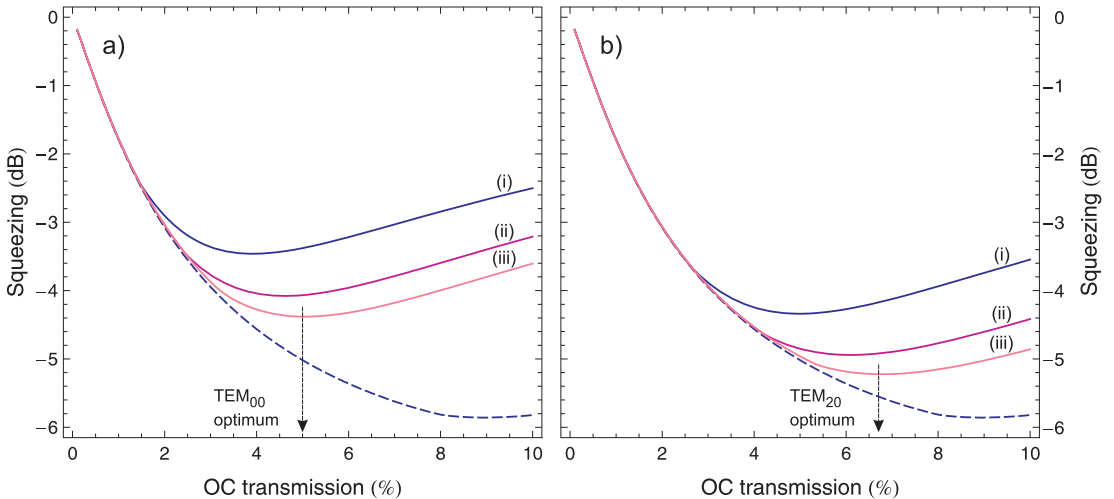 a)
0
−1
−2
−3
−4
−5
−6
Squeezing (dB)
(i)
(ii)
(iii)
TEM00
optimum
0 2 4 6 8 10
OC transmission (%)
b)
(i)
(ii)
(iii)
TEM20
optimum
0 2 4 6 8 10
OC transmission (%)
0
−1
−2
−3
−4
−5
−6
Squeezing (dB)